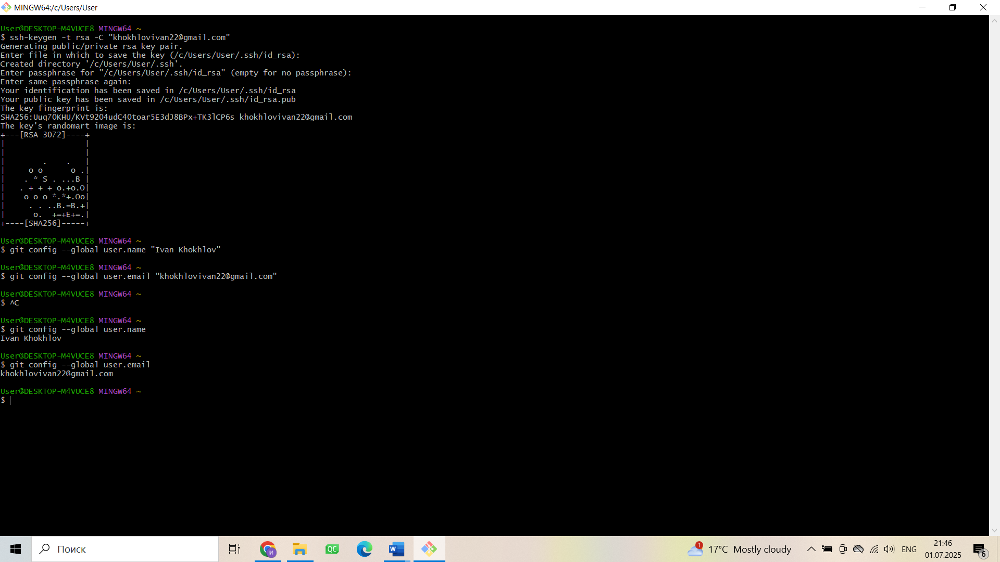 MINGW64:/c/Users/User
User@DESKTOP-M4VUCE8 MINGW64 ~
$ ssh-keygen -t rsa -C "khokhlovivan22@gmail.com"
Generating public/private rsa key pair.
Enter file in which to save the key (/c/Users/User/.ssh/id_rsa):
Created directory '/c/Users/User/.ssh'.
Enter passphrase for "/c/Users/User/.ssh/id_rsa" (empty for no passphrase):
Enter same passphrase again:
Your identification has been saved in /c/Users/User/.ssh/id_rsa
Your public key has been saved in /c/Users/User/.ssh/id_rsa.pub
The key fingerprint is:
SHA256:Uuq7OKHU/KVt92O4udC4Otoar5E3dJ8BPx+TK3lCP6s khokhlovivan22@gmail.com
The key's randomart image is:
+---[RSA 3072]----+
|                 |
|                 |
|        .    .   |
|     o o      o .|
|    . * S . ...B |
|   . + + + o.+o.O|
|    o o o *.*+.Oo|
|     . . ..B.=B.+|
|      o.  +=+E+=.|
+----[SHA256]-----+
User@DESKTOP-M4VUCE8 MINGW64 ~
$ git config --global user.name "Ivan Khokhlov"
User@DESKTOP-M4VUCE8 MINGW64 ~
$ git config --global user.email "khokhlovivan22@gmail.com"
User@DESKTOP-M4VUCE8 MINGW64 ~
$ ^C
User@DESKTOP-M4VUCE8 MINGW64 ~
$ git config --global user.name
Ivan Khokhlov
User@DESKTOP-M4VUCE8 MINGW64 ~
$ git config --global user.email
khokhlovivan22@gmail.com
User@DESKTOP-M4VUCE8 MINGW64 ~
$
Поиск
И
QC
W
1
17°C Mostly cloudy
ENG
21:46
01.07.2025
6